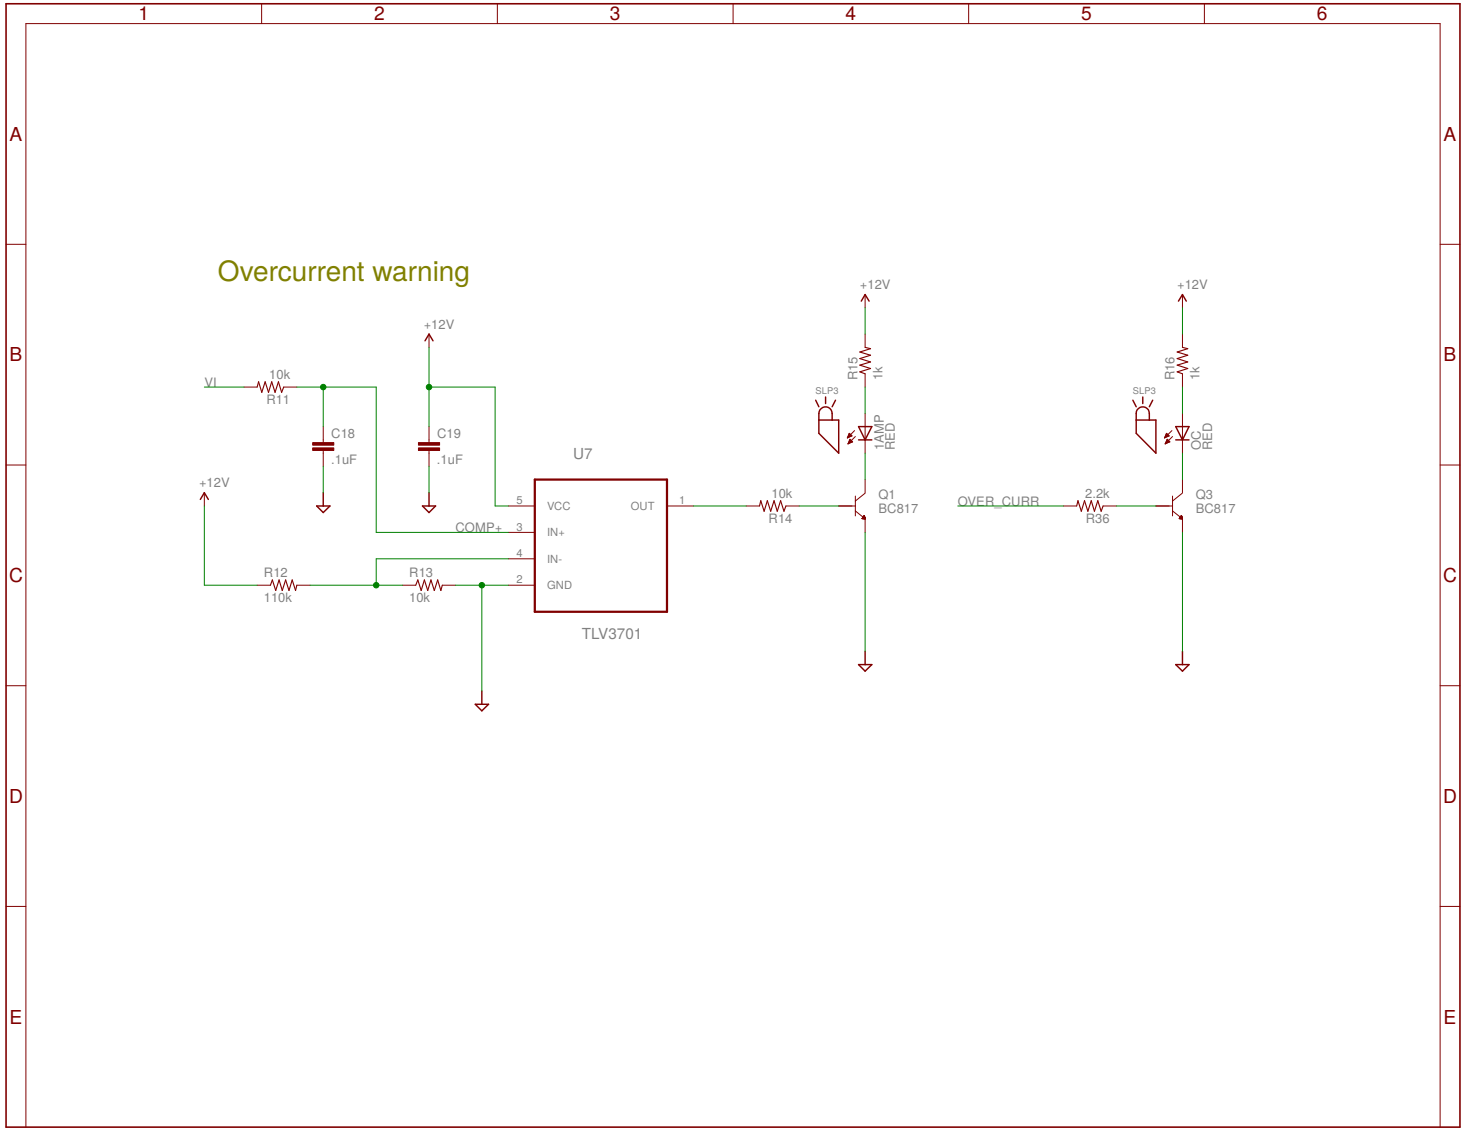 1 2 3 4 5 6
A A
Overcurrent warning
+12V +12V
+12V
B B
VI 10k
R11
R15 1k
R16 1k
SLP3 SLP3
C18 C19
.1uF .1uF
1AMP RED
OC RED
U7
+12V
5 VCC OUT 1
10k
R14
Q1
BC817
OVER_CURR
2.2k
R36
Q3
BC817
COMP+ 3 IN+
4 IN-
R12 R13
110k 10k
2 GND
C C
TLV3701
D D
E E